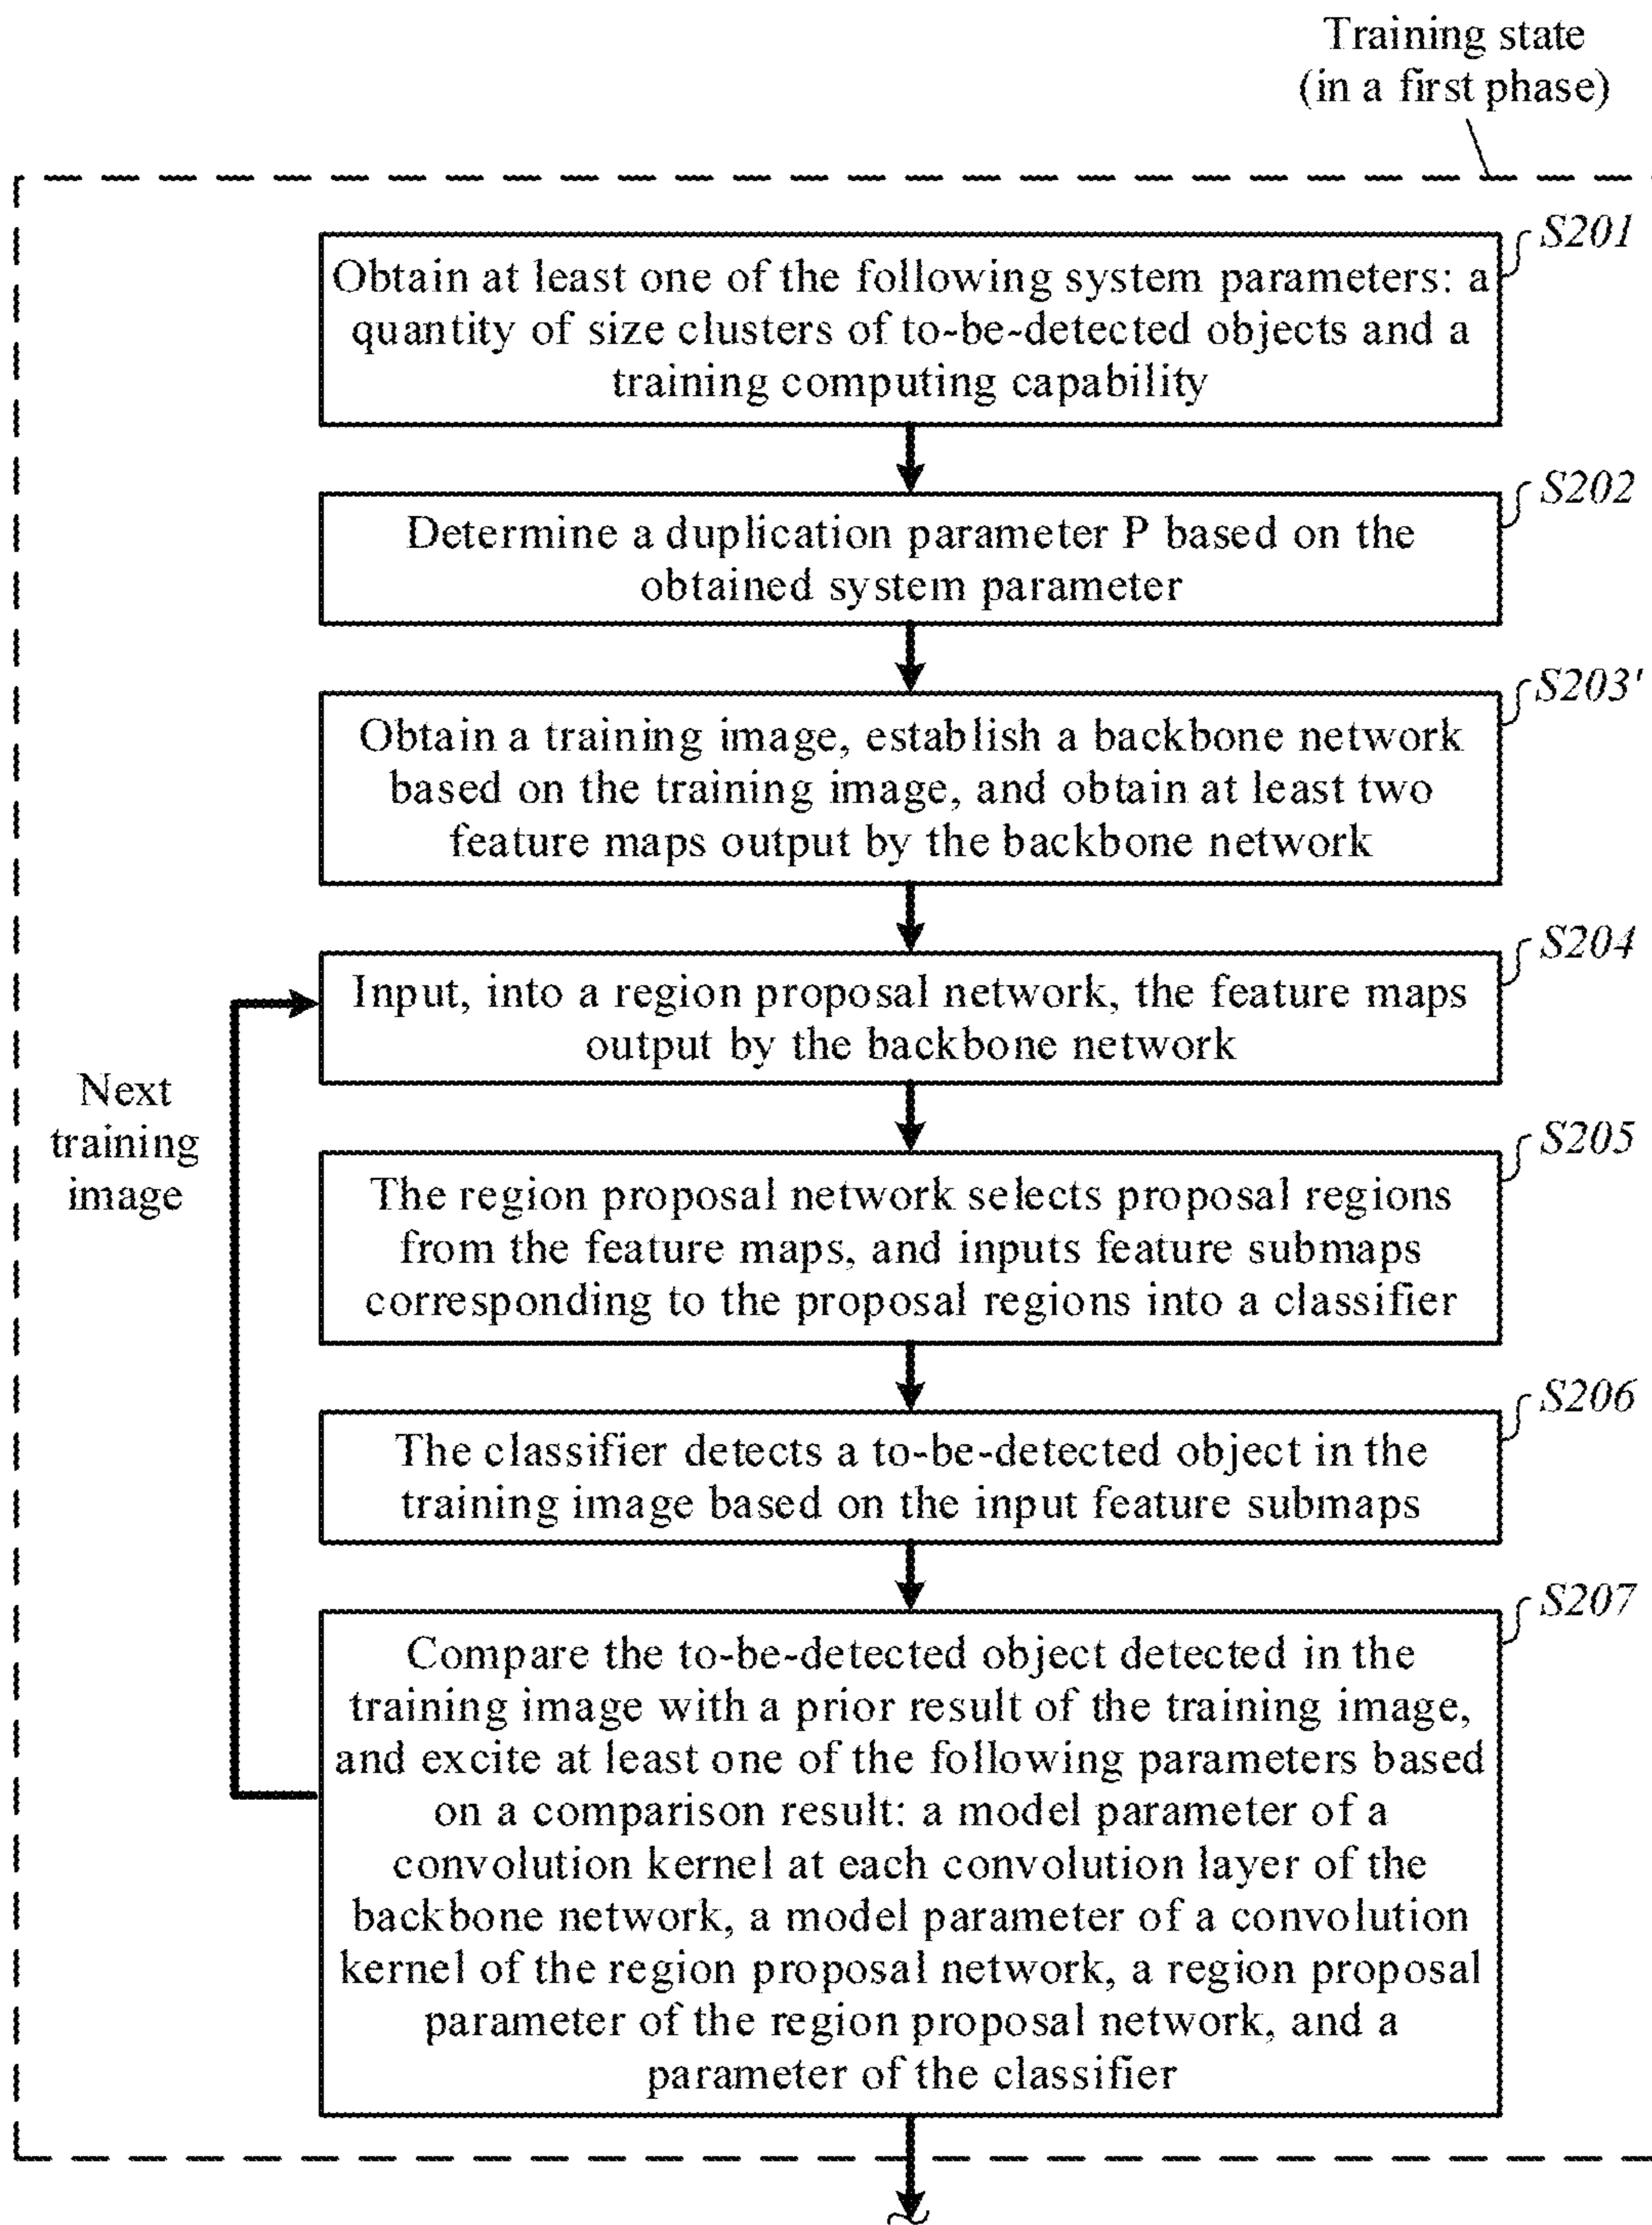 Training state
(in a first phase)
S201
Obtain at least one of the following system parameters: a
quantity of size clusters of to-be-detected objects and a
training computing capability
S202
Determine a duplication parameter P based on the
obtained system parameter
S203'
Obtain a training image, establish a backbone network
based on the training image, and obtain at least two
feature maps output by the backbone network
S204
Input, into a region proposal network, the feature maps
output by the backbone network
Next
training
image
S205
The region proposal network selects proposal regions
from the feature maps, and inputs feature submaps
corresponding to the proposal regions into a classifier
S206
The classifier detects a to-be-detected object in the
training image based on the input feature submaps
S207
Compare the to-be-detected object detected in the
training image with a prior result of the training image,
and excite at least one of the following parameters based
on a comparison result: a model parameter of a
convolution kernel at each convolution layer of the
backbone network, a model parameter of a convolution
kernel of the region proposal network, a region proposal
parameter of the region proposal network, and a
parameter of the classifier